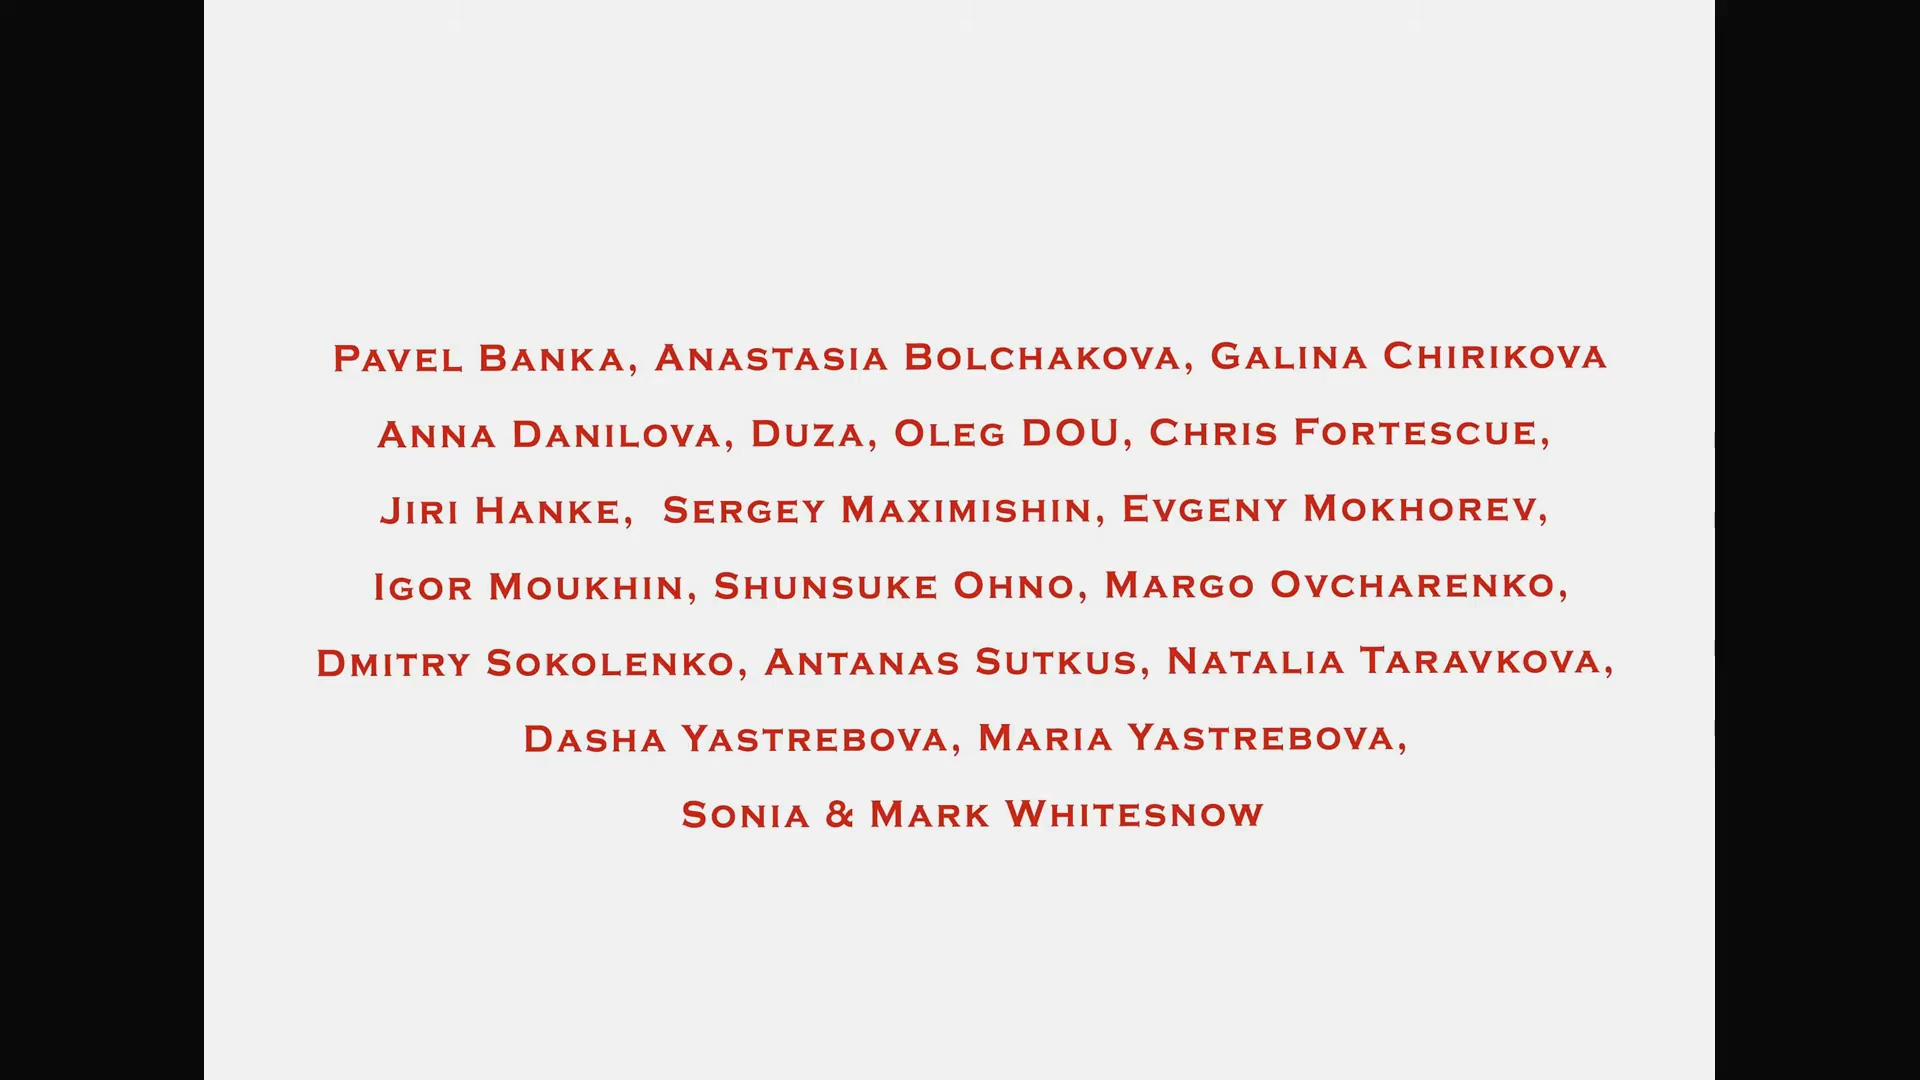 Pavel Banka, Anastasia Bolchakova, Galina Chirikova
Anna Danilova, Duza, Oleg DOU, Chris Fortescue,
Jiri Hanke,  Sergey Maximishin, Evgeny Mokhorev,
Igor Moukhin, Shunsuke Ohno, Margo Ovcharenko,
Dmitry Sokolenko, Antanas Sutkus, Natalia Taravkova,
Dasha Yastrebova, Maria Yastrebova,
Sonia & Mark Whitesnow